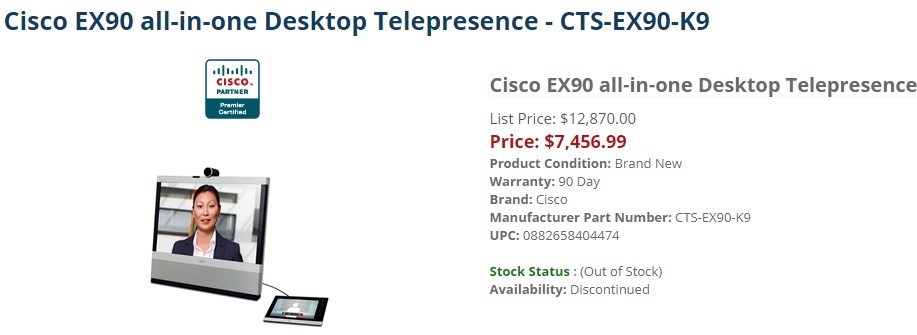 Cisco EX90 all-in-one Desktop Telepresence - CTS-EX90-K9
CISCO
PARTNER
Premier
Certified
Cisco EX90 all-in-one Desktop Telepresence
List Price: $12,870.00
Price: $7,456.99
Product Condition: Brand New
Warranty: 90 Day
Brand: Cisco
Manufacturer Part Number: CTS-EX90-K9
UPC: 0882658404474
Stock Status : (Out of Stock)
Availability: Discontinued